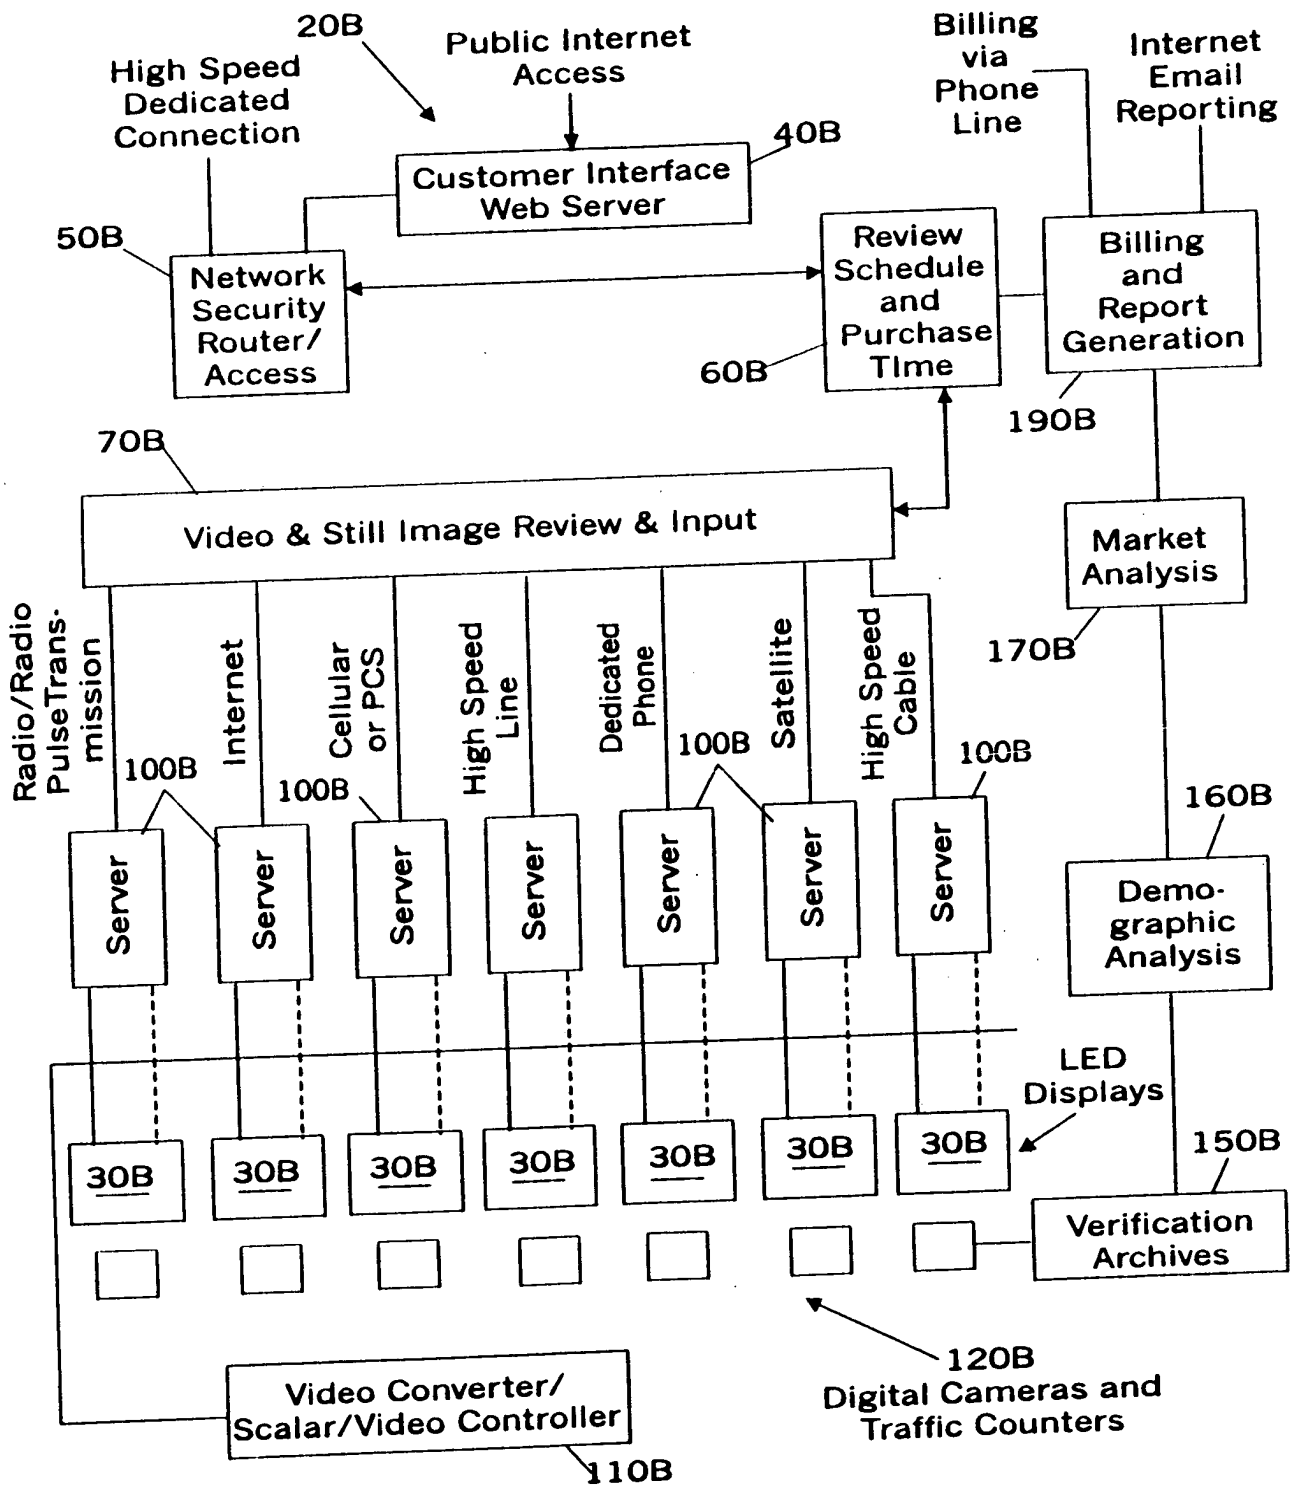 20B
Public Internet
Access
Billing
via
Phone
Line
Internet
Email
Reporting
High Speed
Dedicated
Connection
40B
Customer Interface
Web Server
50B
Network
Security
Router/
Access
Review
Schedule
and
Purchase
TIme
60B
Billing
and
Report
Generation
190B
70B
Video & Still Image Review & Input
Market
Analysis
170B
Radio/Radio
PulseTrans-
mission
Internet
Cellular
or PCS
High Speed
Line
Dedicated
Phone
Satellite
High Speed
Cable
100B
100B
100B
100B
160B
Server
Server
Server
Server
Server
Server
Server
Demo-
graphic
Analysis
LED
Displays
30B
30B
30B
30B
30B
30B
30B
150B
Verification
Archives
120B
Digital Cameras and
Traffic Counters
Video Converter/
Scalar/Video Controller
110B